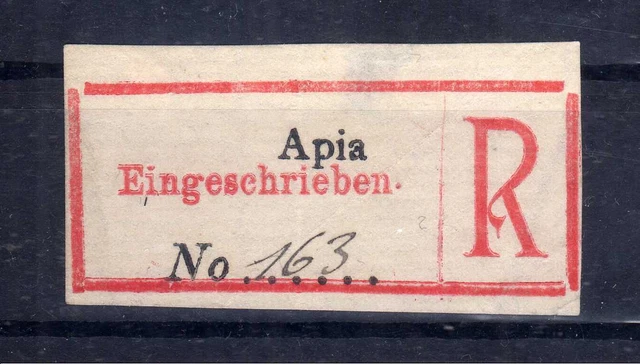 Apia
Eingeschrieben.
R
No 163